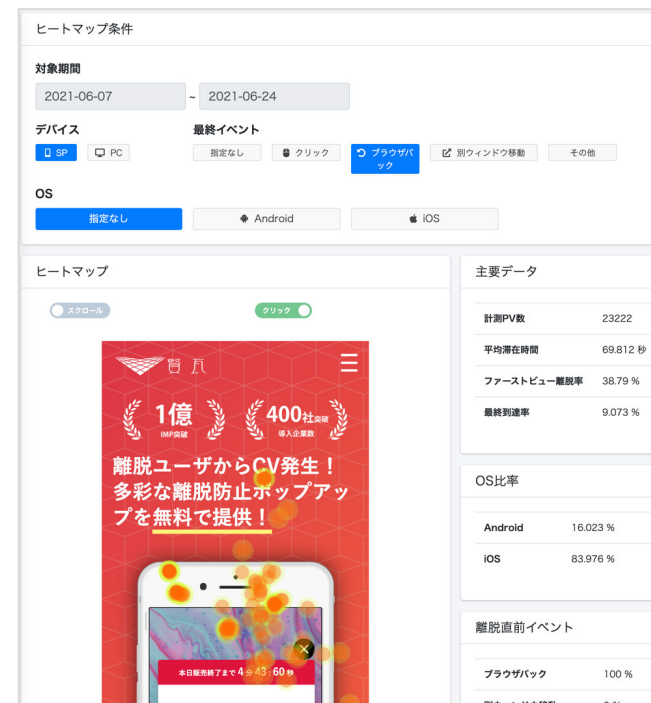 ヒートマップ条件
対象期間
2021-06-07 ~ 2021-06-24
デバイス
SP PC
最終イベント
指定なし クリック ブラウザバ
ック
別ウィンドウ移動 その他
OS
指定なし Android iOS
ヒートマップ
スクロール クリック
賢瓦
1億
IMP突破
400社突破
導入企業数
離脱ユーザからCV発生！
多彩な離脱防止ポップアッ
プを無料で提供！
本日販売終了まで 4 分 43 : 60 秒
主要データ
計測PV数 23222
平均滞在時間 69.812 秒
ファーストビュー離脱率 38.79 %
最終到達率 9.073 %
OS比率
Android 16.023 %
iOS 83.976 %
離脱直前イベント
ブラウザバック 100 %